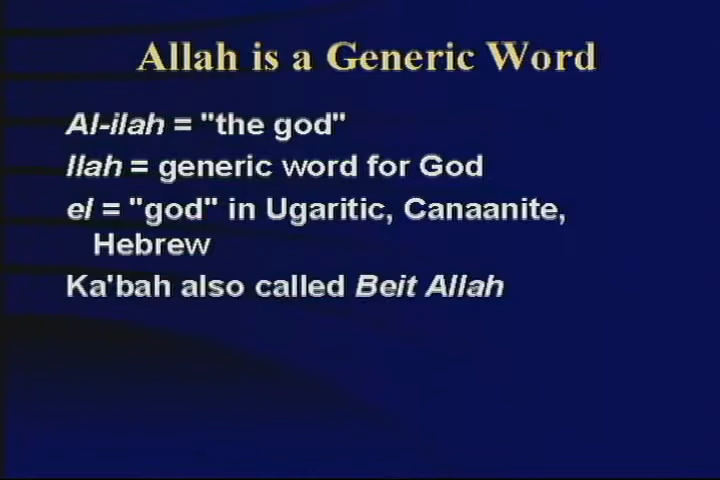 Allah is a Generic Word
Al-ilah = "the god"
Ilah = generic word for God
el = "god" in Ugaritic, Canaanite,
Hebrew
Ka'bah also called Beit Allah